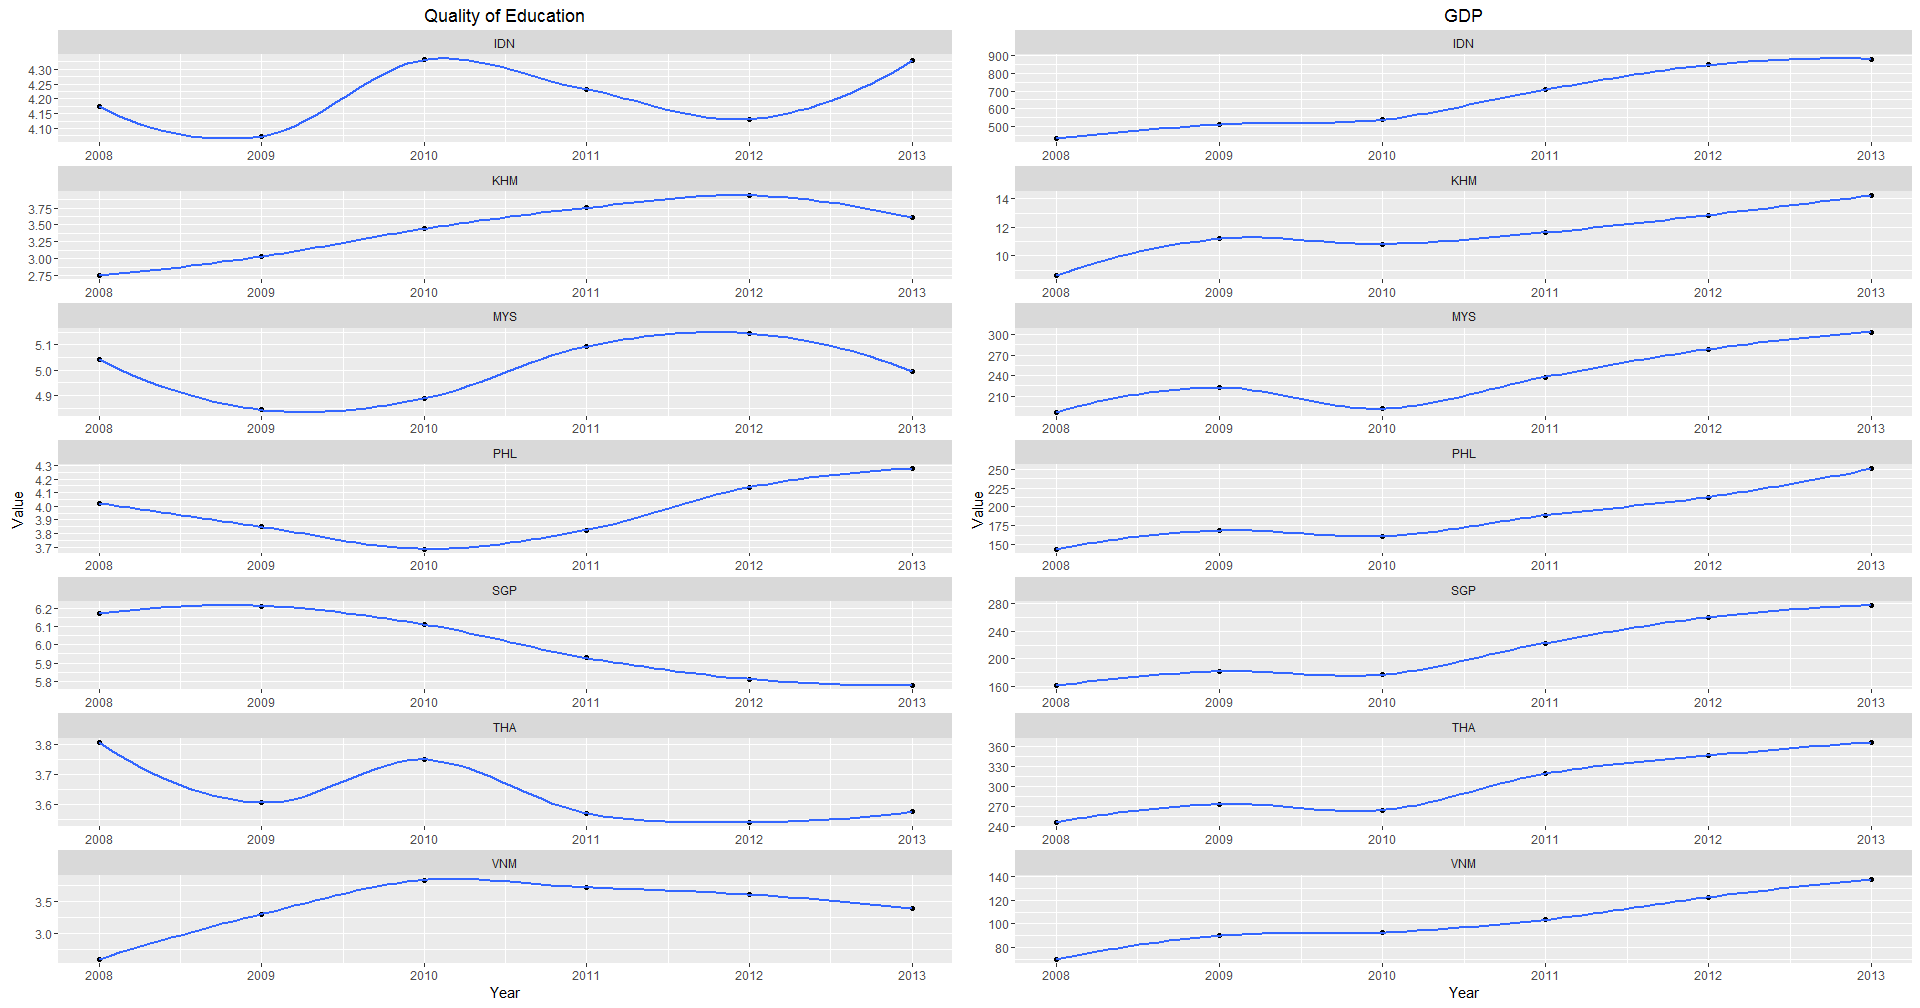 Quality of Education
IDN
4.30
4.25
4.20
4.15
4.10
2008 2009 2010 2011 2012 2013
KHM
3.75
3.50
3.25
3.00
2.75
2008 2009 2010 2011 2012 2013
MYS
5.1
5.0
4.9
2008 2009 2010 2011 2012 2013
PHL
4.3
4.2
4.1
4.0
3.9
3.8
3.7
2008 2009 2010 2011 2012 2013
SGP
6.2
6.1
6.0
5.9
5.8
2008 2009 2010 2011 2012 2013
THA
3.8
3.7
3.6
2008 2009 2010 2011 2012 2013
VNM
3.5
3.0
2008 2009 2010 2011 2012 2013
Value
Year
GDP
IDN
900
800
700
600
500
2008 2009 2010 2011 2012 2013
KHM
14
12
10
2008 2009 2010 2011 2012 2013
MYS
300
270
240
210
2008 2009 2010 2011 2012 2013
PHL
250
225
200
175
150
2008 2009 2010 2011 2012 2013
SGP
280
240
200
160
2008 2009 2010 2011 2012 2013
THA
360
330
300
270
240
2008 2009 2010 2011 2012 2013
VNM
140
120
100
80
2008 2009 2010 2011 2012 2013
Value
Year